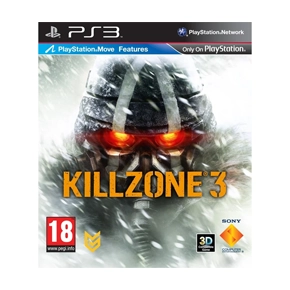 PS3
PlayStation®Network
PlayStation®Move Features
Only On PlayStation®
KILLZONE 3
18
www.pegi.info
SONY
3D